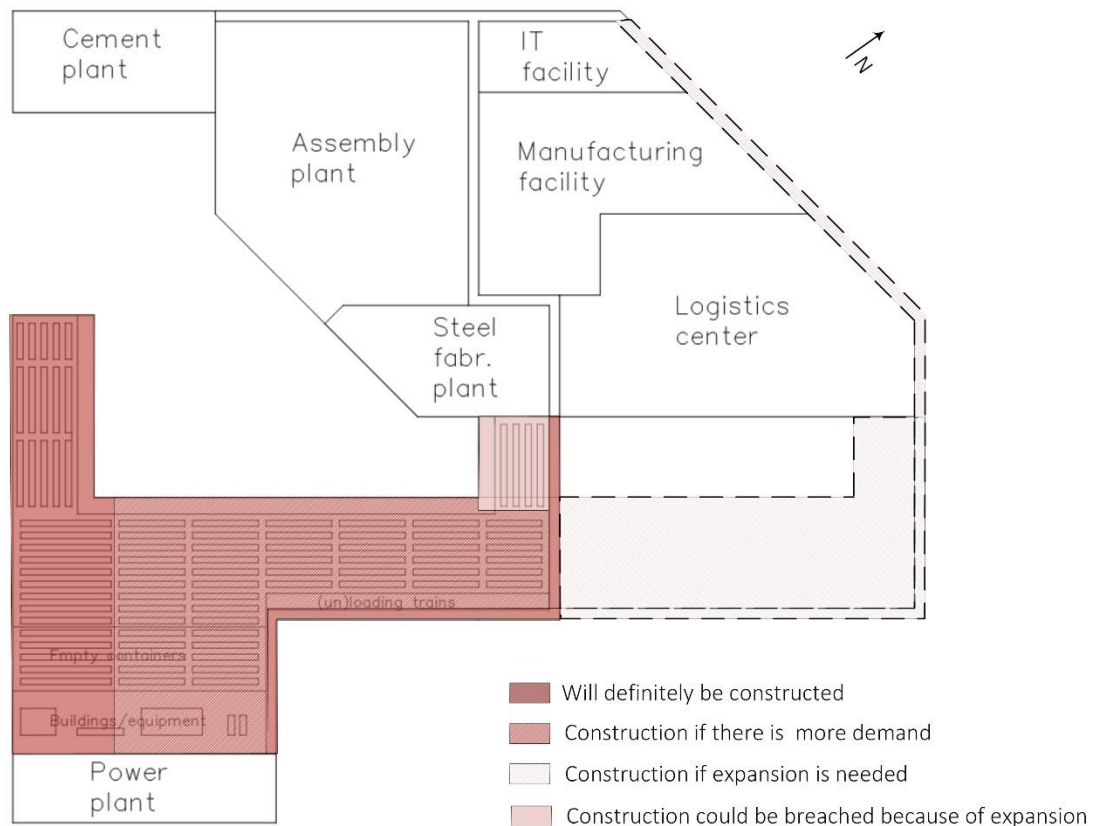 Cement
plant
IT
facility
N
Assembly
plant
Manufacturing
facility
Logistics
center
Steel
fabr.
plant
(un)loading trains
Empty containers
Buildings/equipment
Power
plant
Will definitely be constructed
Construction if there is more demand
Construction if expansion is needed
Construction could be breached because of expansion